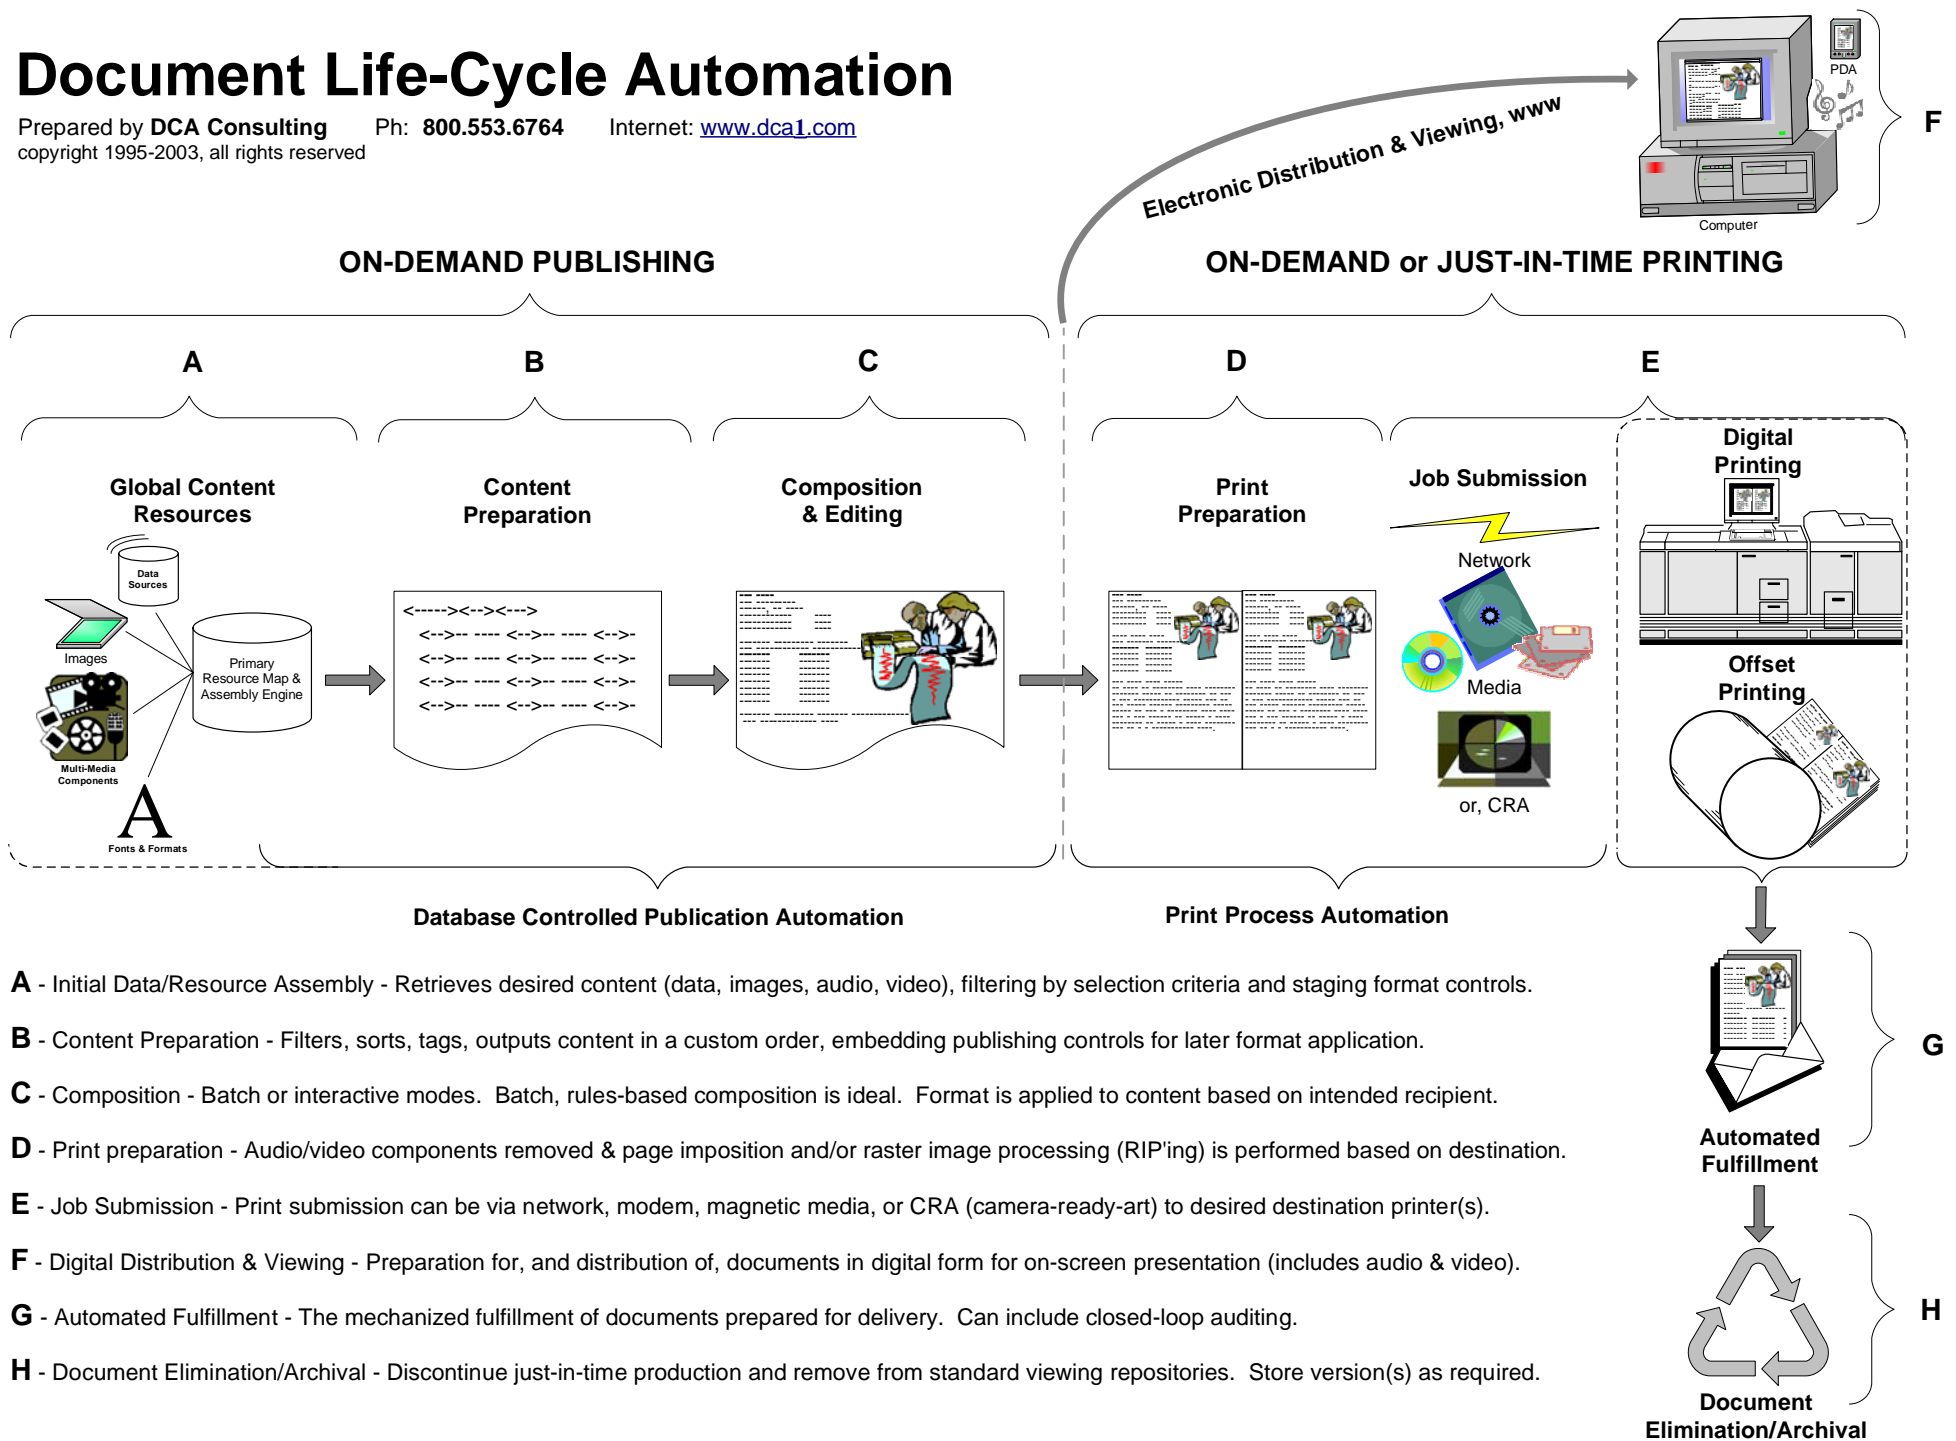 Document Life-Cycle Automation
Prepared by DCA Consulting Ph: 800.553.6764 Internet: www.dca1.com
copyright 1995-2003, all rights reserved
Electronic Distribution & Viewing, www
PDA
Computer
F
ON-DEMAND PUBLISHING
ON-DEMAND or JUST-IN-TIME PRINTING
A
B
C
D
E
Global Content
Resources
Content
Preparation
Composition
& Editing
Print
Preparation
Job Submission
Digital
Printing
Data
Sources
Images
Primary
Resource Map &
Assembly Engine
Multi-Media
Components
A
Fonts & Formats
<-----><--><--->
<-->-- ---- <-->-- ---- <-->-
<-->-- ---- <-->-- ---- <-->-
<-->-- ---- <-->-- ---- <-->-
<-->-- ---- <-->-- ---- <-->-
Network
Media
or, CRA
Offset
Printing
Database Controlled Publication Automation
Print Process Automation
A - Initial Data/Resource Assembly - Retrieves desired content (data, images, audio, video), filtering by selection criteria and staging format controls.
B - Content Preparation - Filters, sorts, tags, outputs content in a custom order, embedding publishing controls for later format application.
C - Composition - Batch or interactive modes.  Batch, rules-based composition is ideal.  Format is applied to content based on intended recipient.
D - Print preparation - Audio/video components removed & page imposition and/or raster image processing (RIP'ing) is performed based on destination.
E - Job Submission - Print submission can be via network, modem, magnetic media, or CRA (camera-ready-art) to desired destination printer(s).
F - Digital Distribution & Viewing - Preparation for, and distribution of, documents in digital form for on-screen presentation (includes audio & video).
G - Automated Fulfillment - The mechanized fulfillment of documents prepared for delivery.  Can include closed-loop auditing.
H - Document Elimination/Archival - Discontinue just-in-time production and remove from standard viewing repositories.  Store version(s) as required.
G
Automated
Fulfillment
H
Document
Elimination/Archival